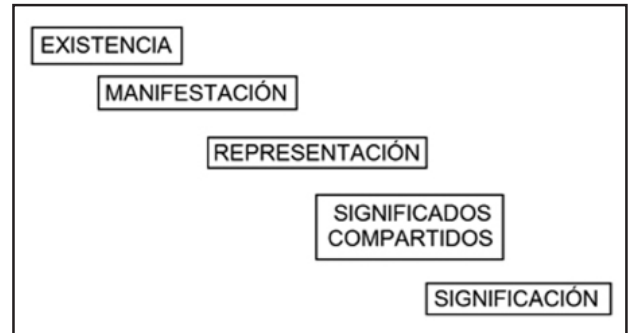 EXISTENCIA
MANIFESTACIÓN
REPRESENTACIÓN
SIGNIFICADOS
COMPARTIDOS
SIGNIFICACIÓN